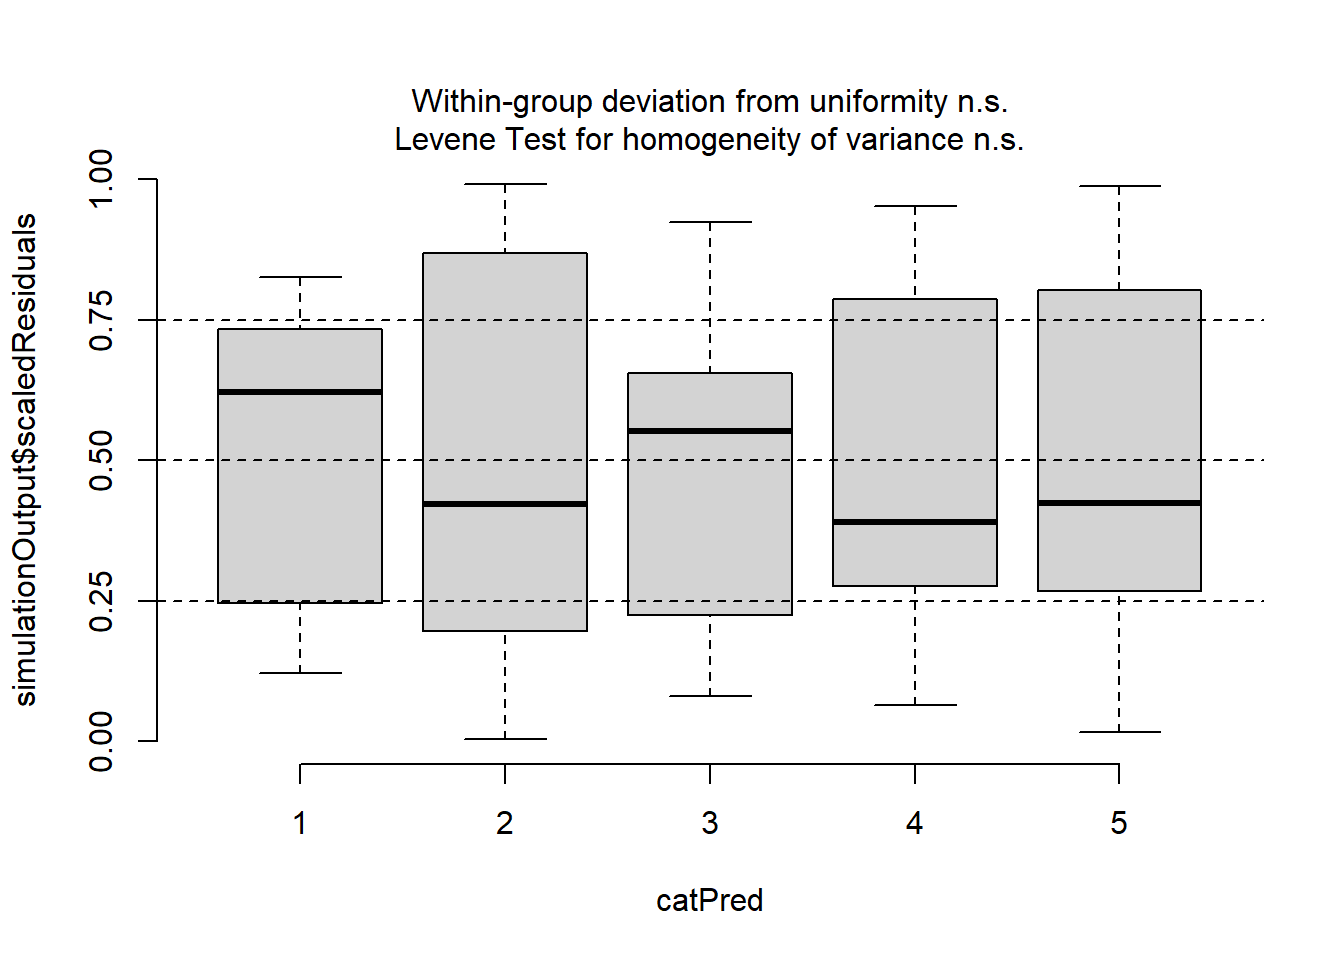 Within-group deviation from uniformity n.s.
Levene Test for homogeneity of variance n.s.
simulationOutput$scaledResiduals
1.00
0.75
0.50
0.25
0.00
1 2 3 4 5
catPred